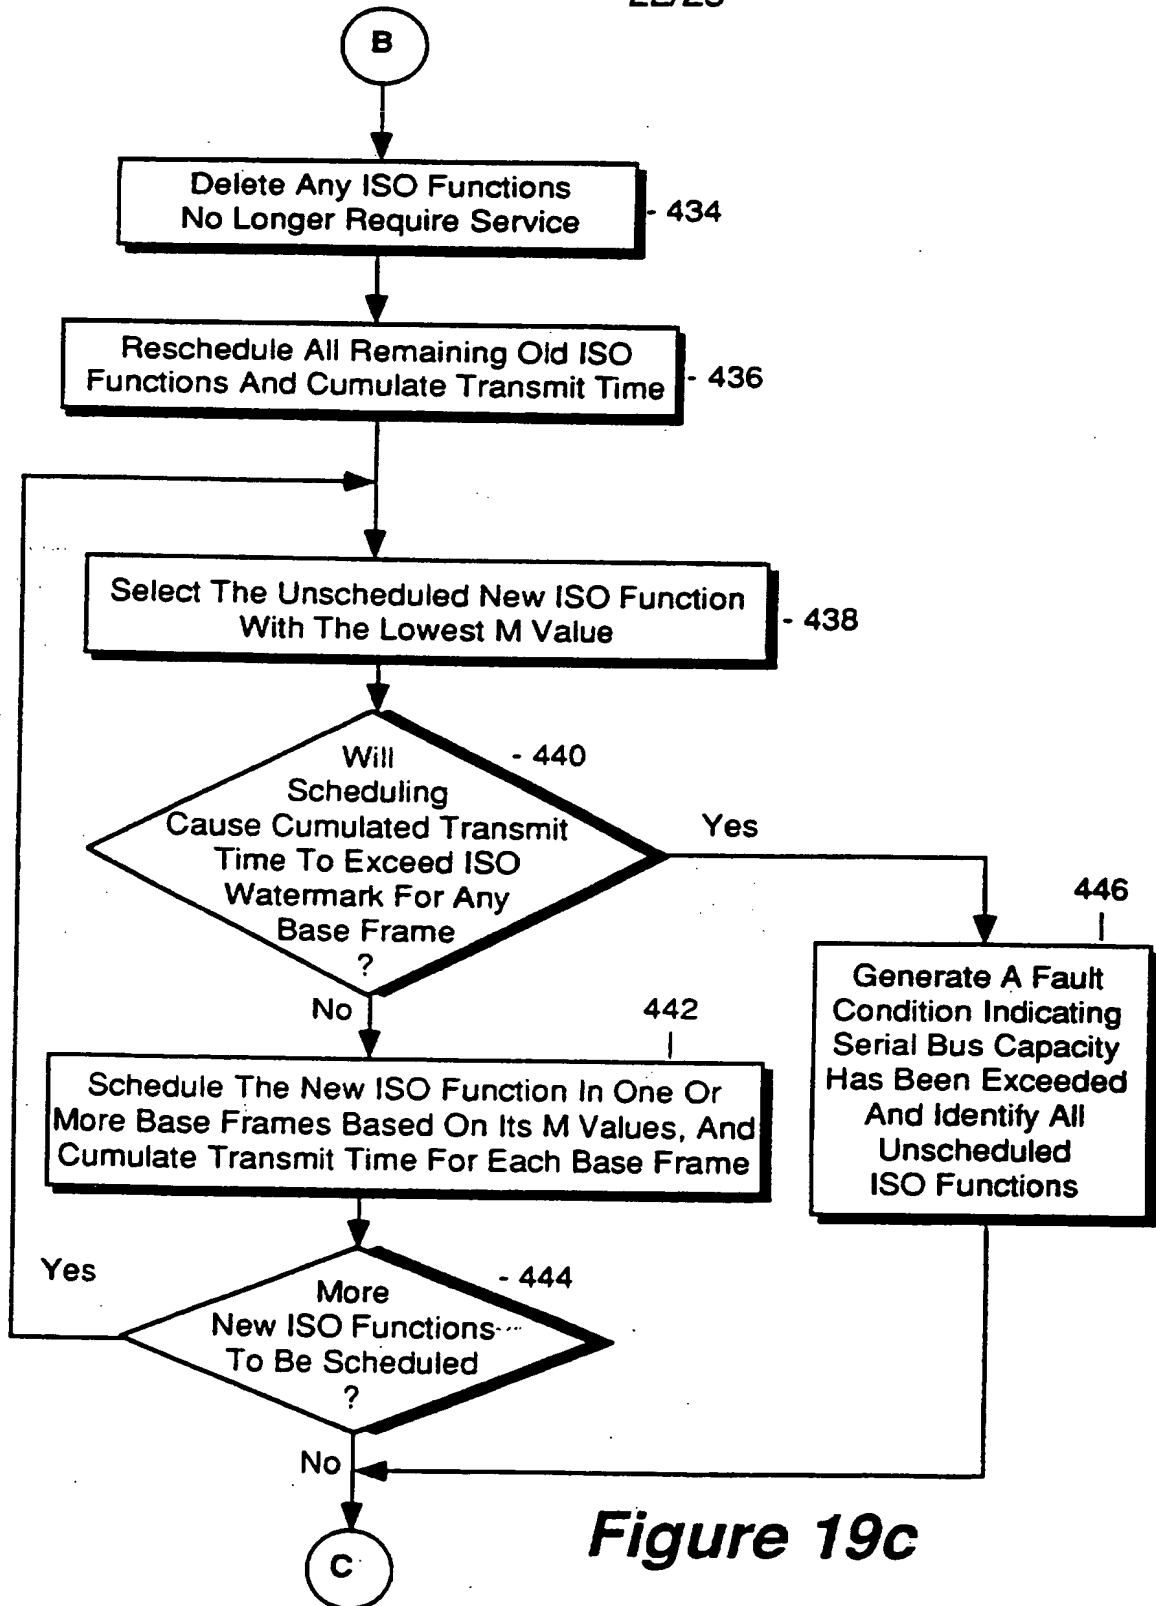 B
Delete Any ISO Functions
No Longer Require Service
- 434
Reschedule All Remaining Old ISO
Functions And Cumulate Transmit Time
- 436
Select The Unscheduled New ISO Function
With The Lowest M Value
- 438
Will
Scheduling
Cause Cumulated Transmit
Time To Exceed ISO
Watermark For Any
Base Frame
?
- 440
Yes
No
446
Generate A Fault
Condition Indicating
Serial Bus Capacity
Has Been Exceeded
And Identify All
Unscheduled
ISO Functions
442
Schedule The New ISO Function In One Or
More Base Frames Based On Its M Values, And
Cumulate Transmit Time For Each Base Frame
Yes
More
New ISO Functions
To Be Scheduled
?
- 444
No
C
Figure 19c